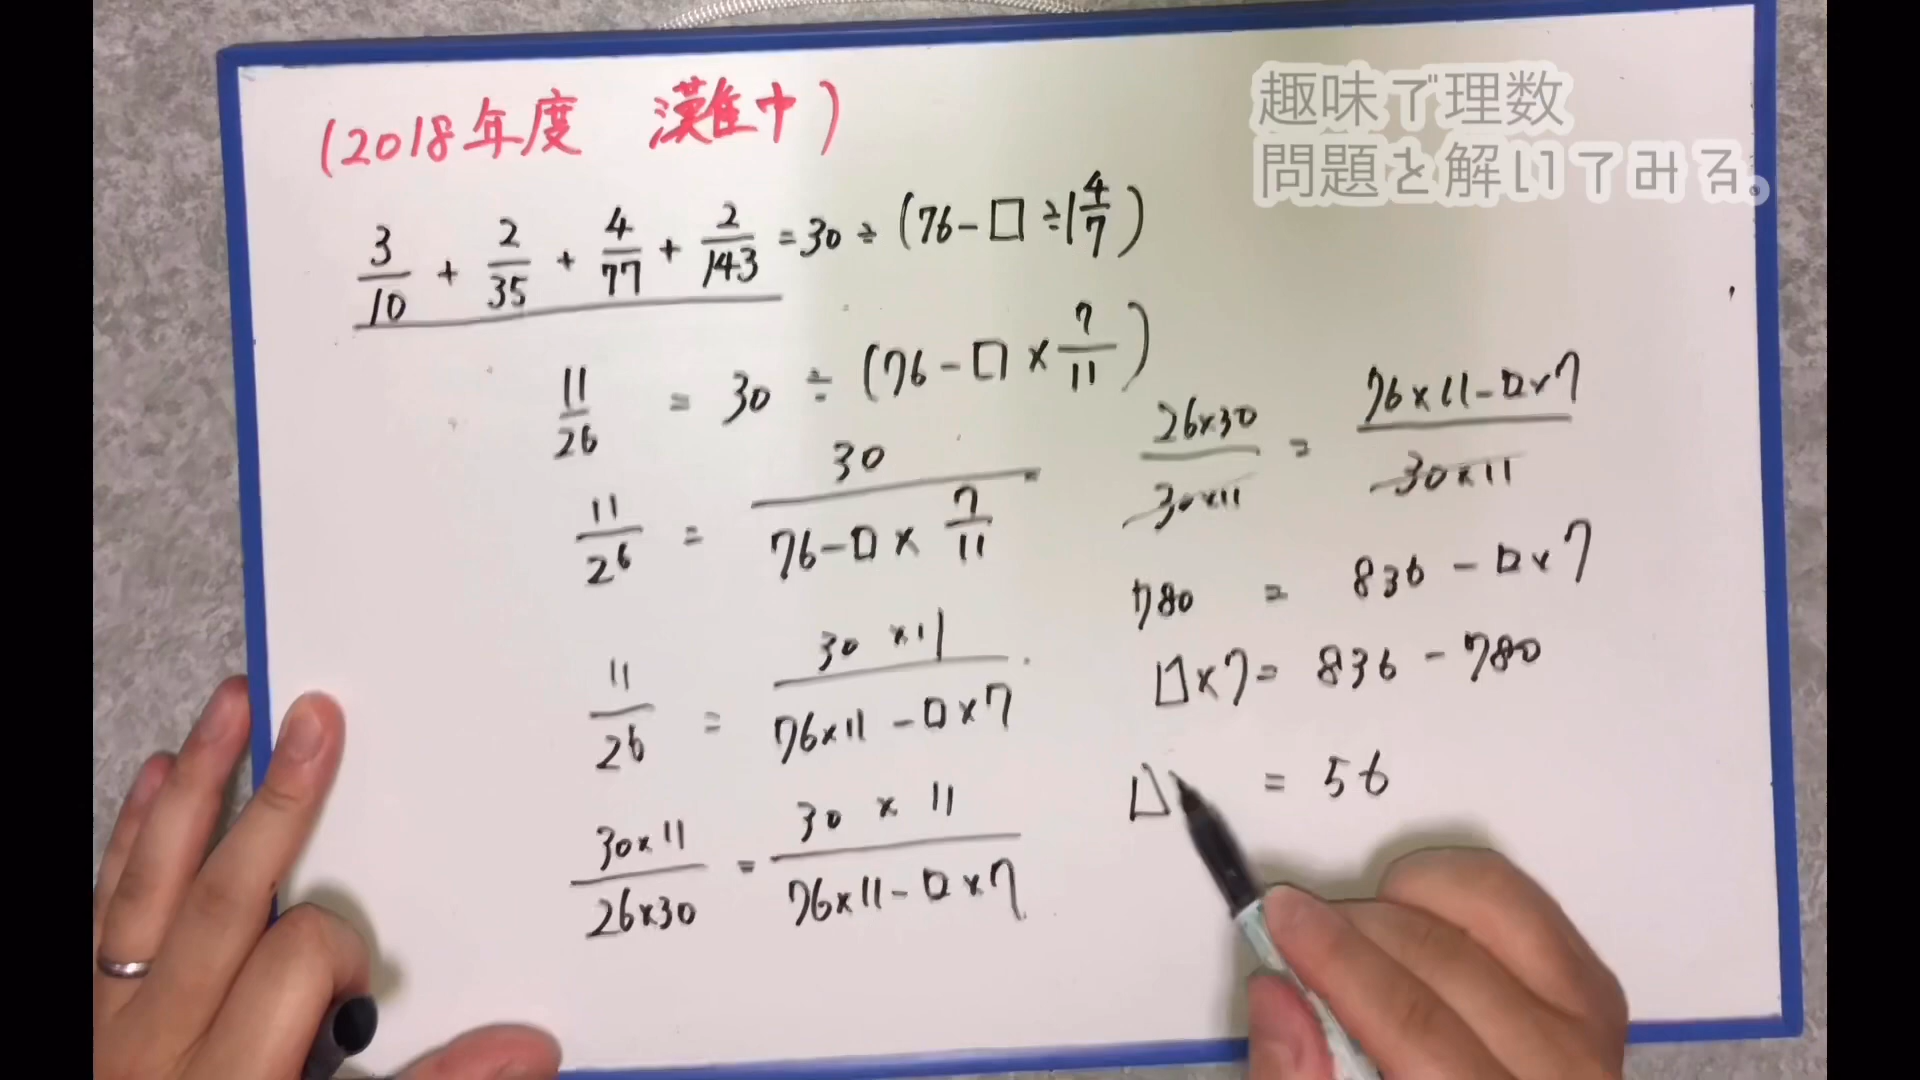 (2018年度 灘中)
趣味で理数
問題を解いてみる。
3/10 + 2/35 + 4/77 + 2/143 = 30 ÷ (76 - □ ÷ 1 4/7)
11/26 = 30 ÷ (76 - □ × 7/11)
11/26 = 30/(76 - □ × 7/11)
11/26 = (30 × 11)/(76×11 - □×7)
(30×11)/(26×30) = (30 × 11)/(76×11 - □×7)
(26×30)/(30×11) = (76×11 - □×7)/(30×11)
780 = 836 - □×7
□×7 = 836 - 780
□ = 56